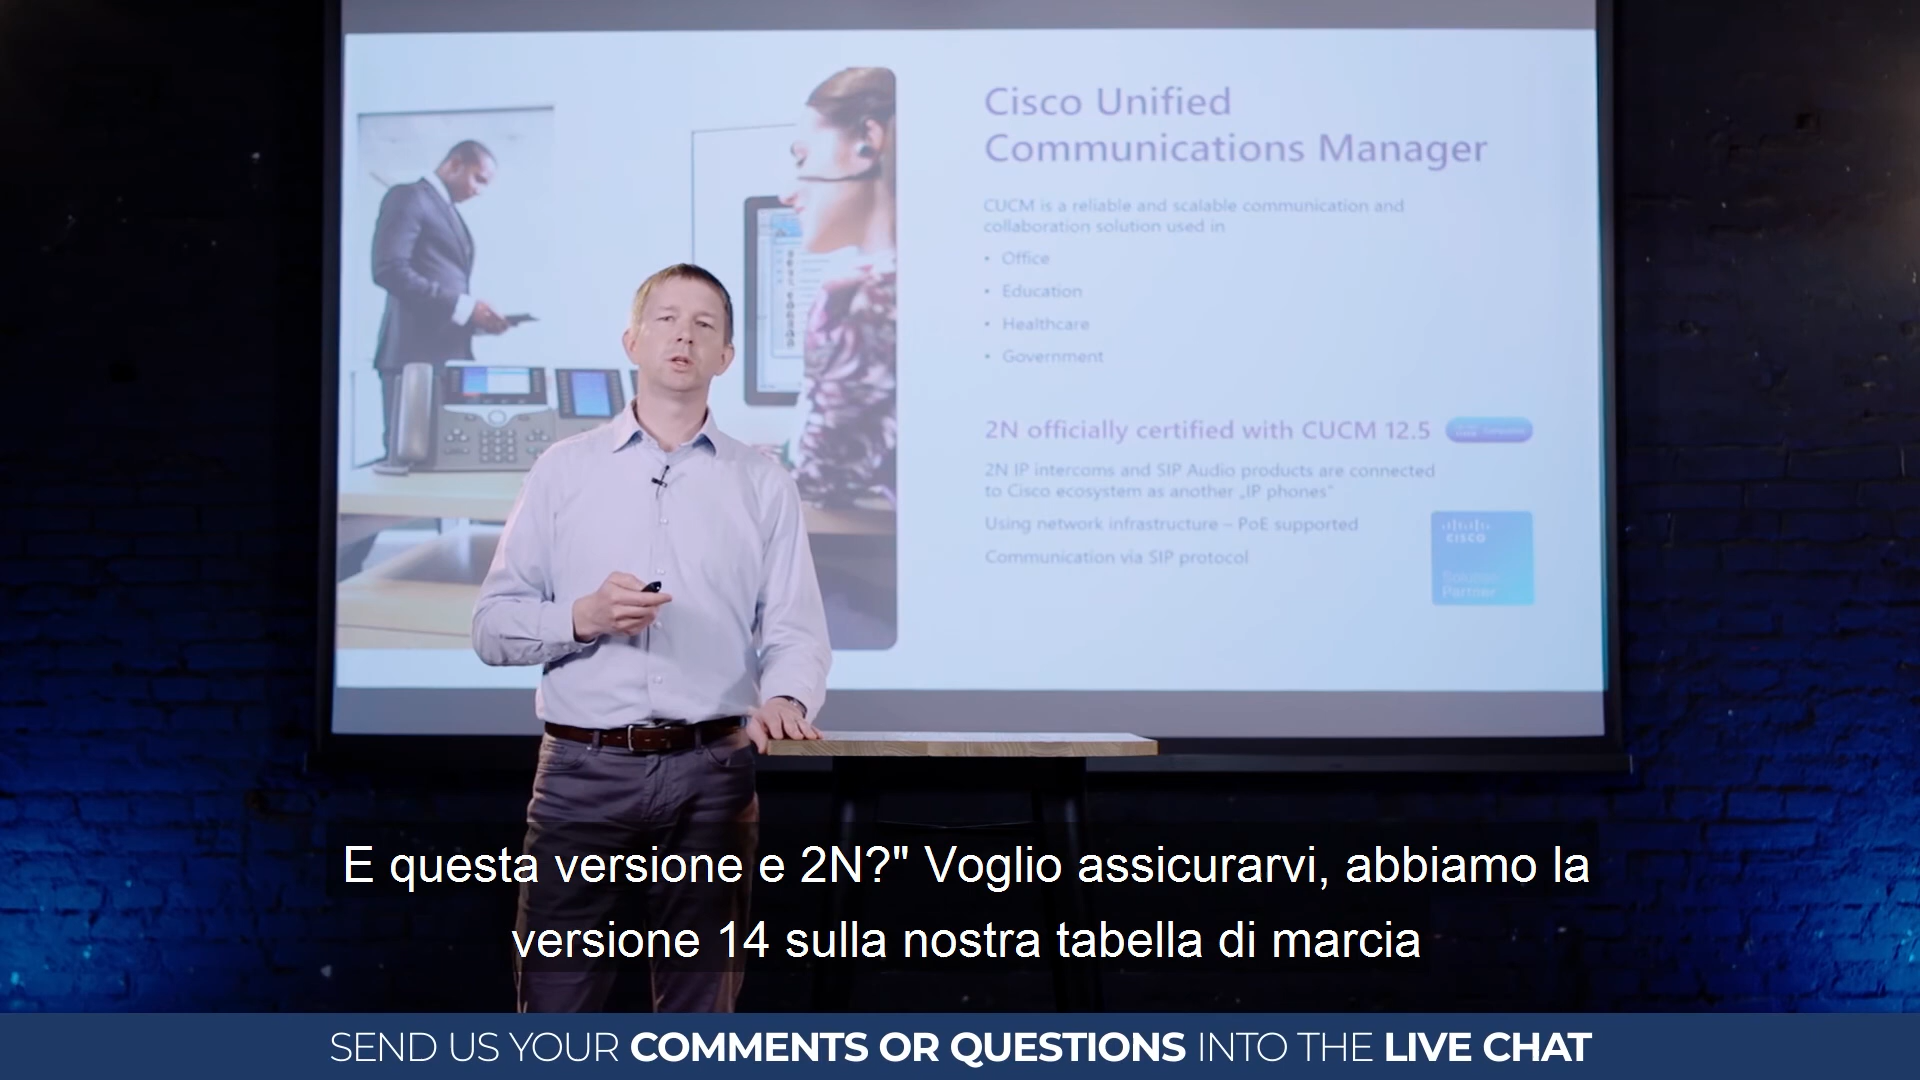 Cisco Unified
Communications Manager
CUCM is a reliable and scalable communication and
collaboration solution used in
• Office
• Education
• Healthcare
• Government
2N officially certified with CUCM 12.5
2N IP intercoms and SIP Audio products are connected
to Cisco ecosystem as another „IP phones"
Using network infrastructure – PoE supported
Communication via SIP protocol
CISCO
Solution
Partner
E questa versione e 2N?" Voglio assicurarvi, abbiamo la
versione 14 sulla nostra tabella di marcia
SEND US YOUR COMMENTS OR QUESTIONS INTO THE LIVE CHAT